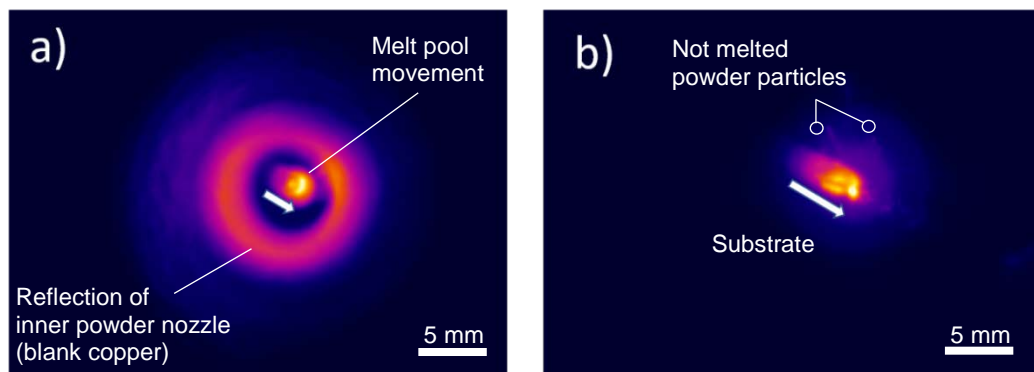 a)
Melt pool
movement
Reflection of
inner powder nozzle
(blank copper)
5 mm
b)
Not melted
powder particles
Substrate
5 mm